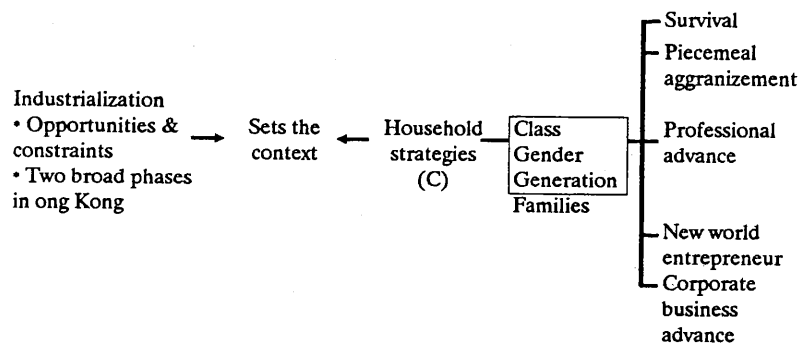 Industrialization
• Opportunities &
constraints
• Two broad phases
in ong Kong
Sets the
context
Household
strategies
(C)
Class
Gender
Generation
Families
Survival
Piecemeal
aggranizement
Professional
advance
New world
entrepreneur
Corporate
business
advance